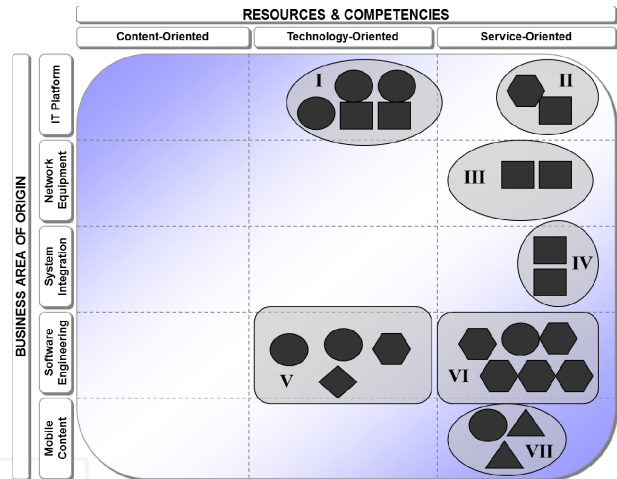 RESOURCES & COMPETENCIES
Content-Oriented
Technology-Oriented
Service-Oriented
BUSINESS AREA OF ORIGIN
IT Platform
I
II
Network
Equipment
III
System
Integration
IV
Software
Engineering
V
VI
Mobile
Content
VII